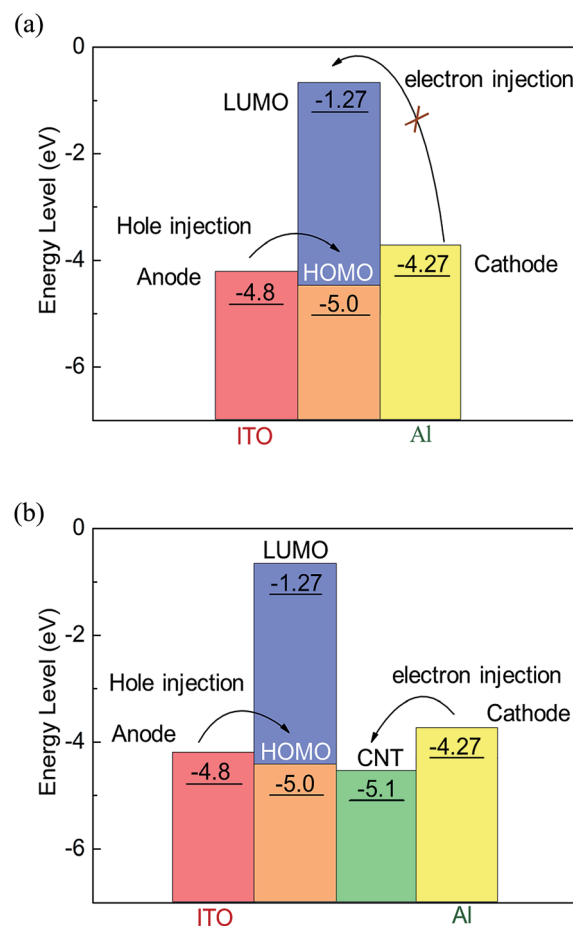 (a)
0
electron injection
LUMO
-1.27
-2
Energy Level (eV)
Hole injection
-4
Anode
HOMO
-4.27
Cathode
-4.8
-5.0
-6
ITO
Al
(b)
0
LUMO
-1.27
-2
Energy Level (eV)
Hole injection
electron injection
Anode
Cathode
-4
HOMO
CNT
-4.27
-4.8
-5.0
-5.1
-6
ITO
Al